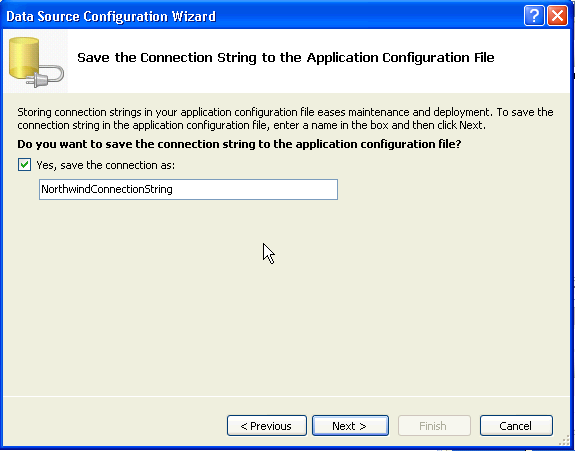 Data Source Configuration Wizard
Save the Connection String to the Application Configuration File
Storing connection strings in your application configuration file eases maintenance and deployment. To save the
connection string in the application configuration file, enter a name in the box and then click Next.
Do you want to save the connection string to the application configuration file?
Yes, save the connection as:
NorthwindConnectionString
< Previous Next > Finish Cancel